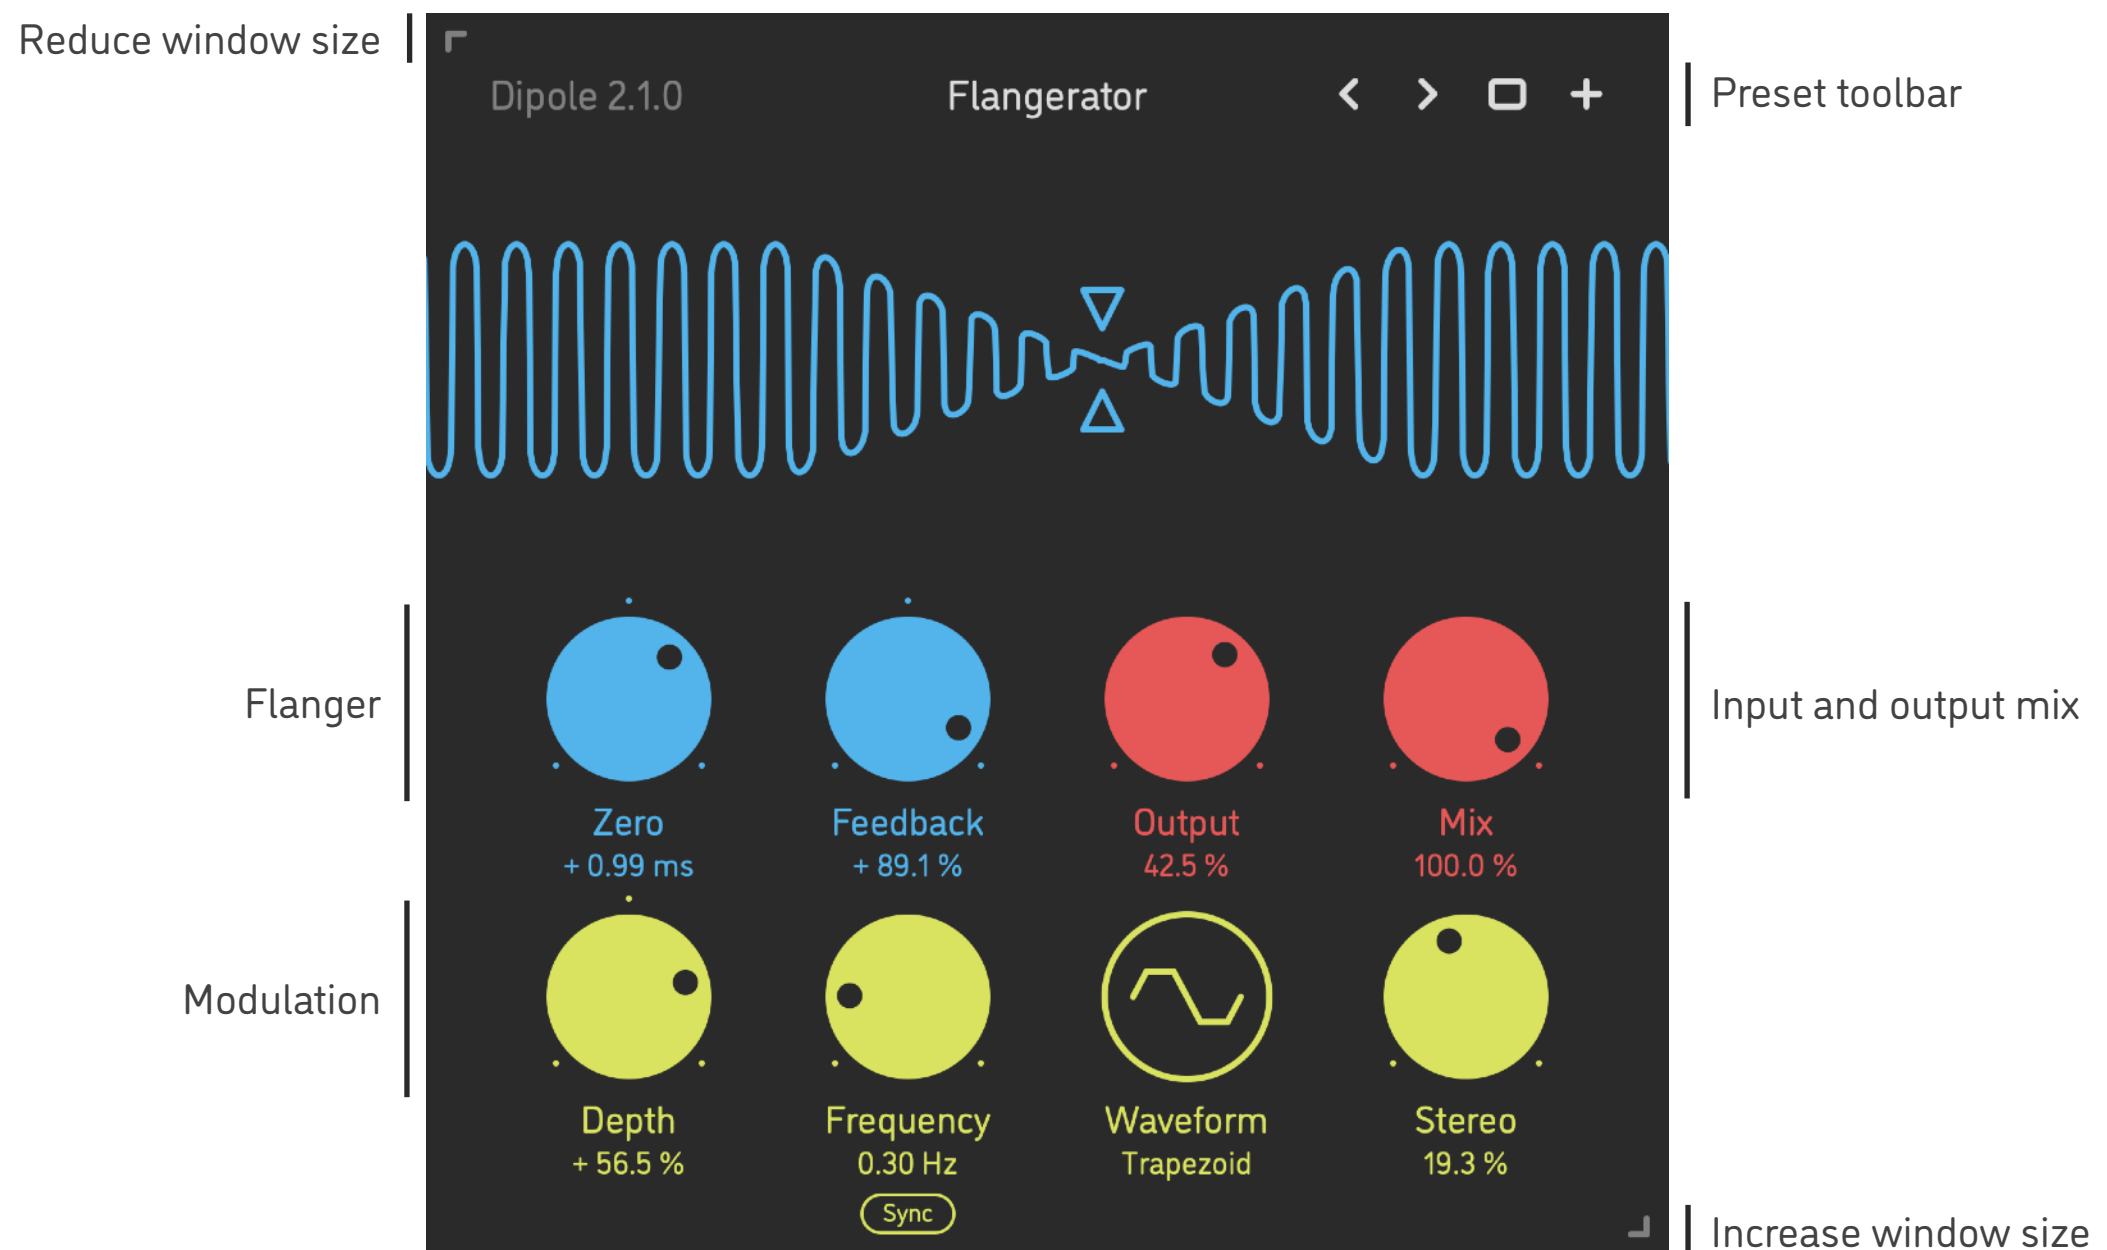 Reduce window size
Dipole 2.1.0
Flangerator
Preset toolbar
Flanger
Input and output mix
Zero
Feedback
Output
Mix
+ 0.99 ms
+ 89.1 %
42.5 %
100.0 %
Modulation
Depth
Frequency
Waveform
Stereo
+ 56.5 %
0.30 Hz
Trapezoid
19.3 %
Sync
Increase window size